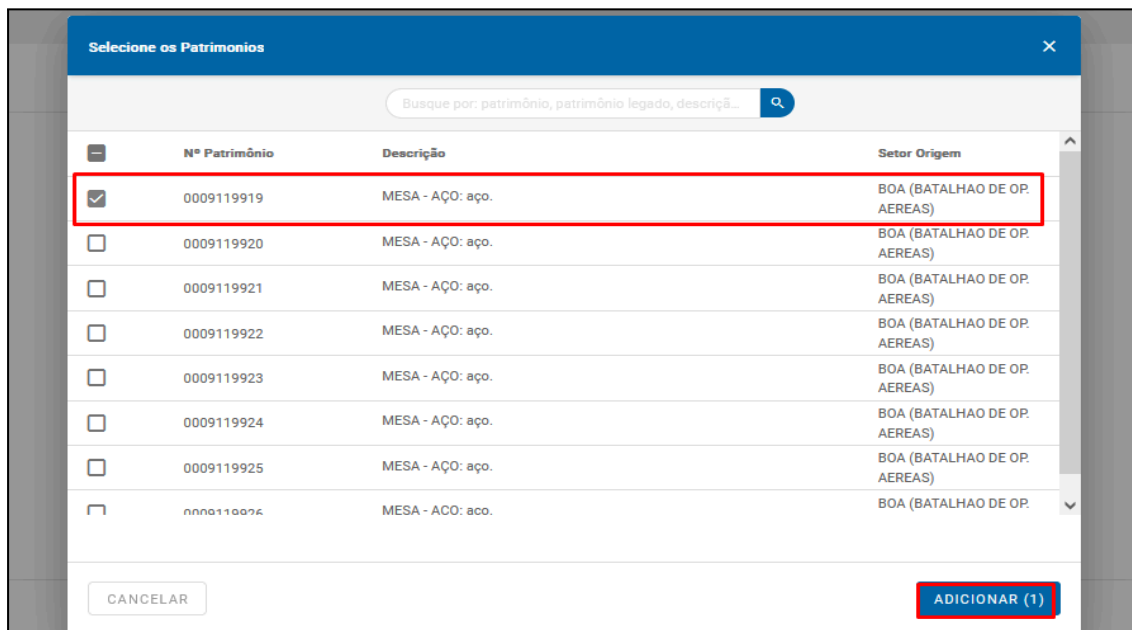 Selecione os Patrimonios
Busque por: patrimônio, patrimônio legado, descriçã...
Nº Patrimônio Descrição Setor Origem
0009119919 MESA - AÇO: aço. BOA (BATALHAO DE OP.
AEREAS)
0009119920 MESA - AÇO: aço. BOA (BATALHAO DE OP.
AEREAS)
0009119921 MESA - AÇO: aço. BOA (BATALHAO DE OP.
AEREAS)
0009119922 MESA - AÇO: aço. BOA (BATALHAO DE OP.
AEREAS)
0009119923 MESA - AÇO: aço. BOA (BATALHAO DE OP.
AEREAS)
0009119924 MESA - AÇO: aço. BOA (BATALHAO DE OP.
AEREAS)
0009119925 MESA - AÇO: aço. BOA (BATALHAO DE OP.
AEREAS)
0009119926 MESA - AÇO: aço. BOA (BATALHAO DE OP.
CANCELAR ADICIONAR (1)